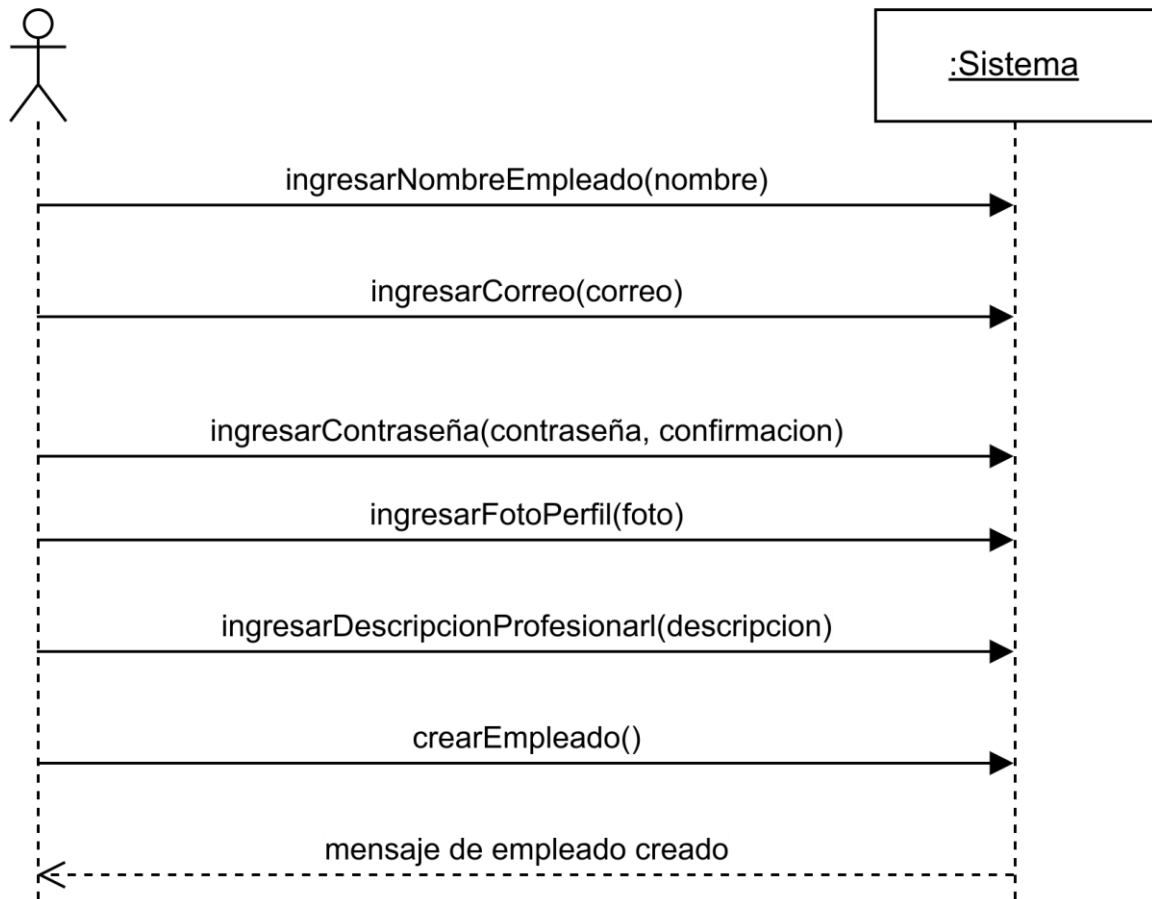 :Sistema
ingresarNombreEmpleado(nombre)
ingresarCorreo(correo)
ingresarContraseña(contraseña, confirmacion)
ingresarFotoPerfil(foto)
ingresarDescripcionProfesionarl(descripcion)
crearEmpleado()
mensaje de empleado creado